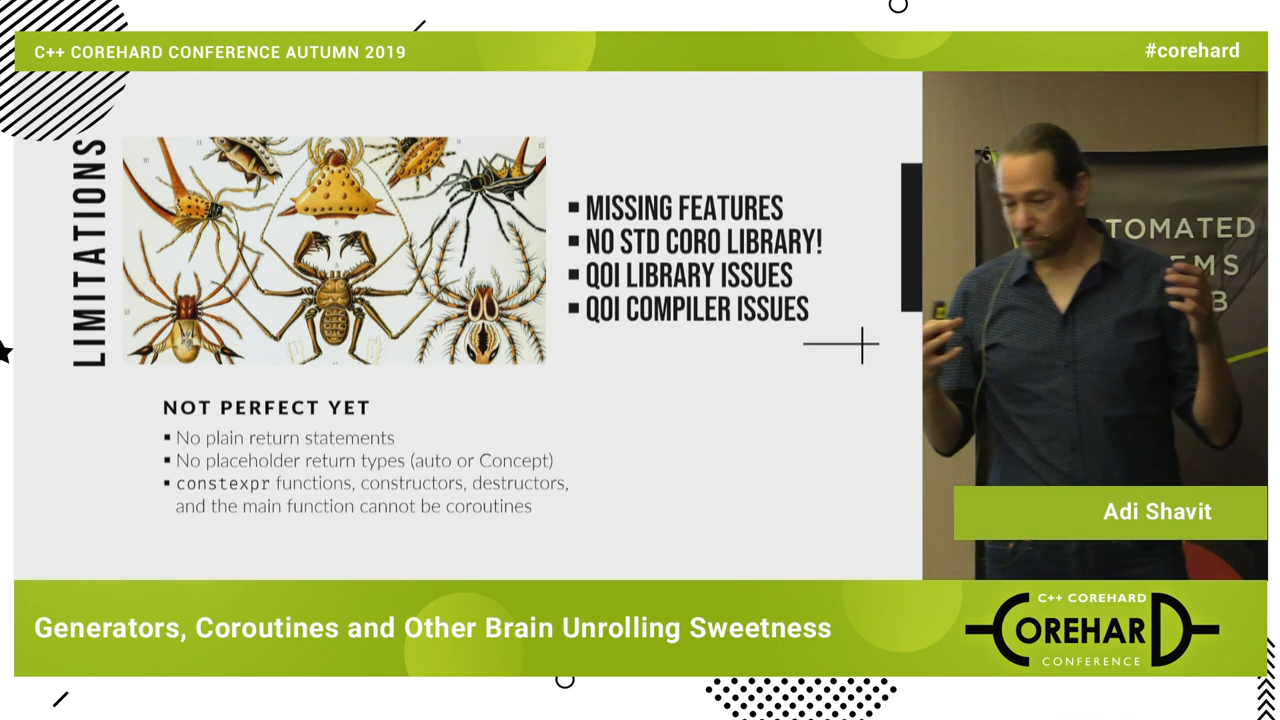 C++ COREHARD CONFERENCE AUTUMN 2019
#corehard
LIMITATIONS
▪ MISSING FEATURES
▪ NO STD CORO LIBRARY!
▪ QOI LIBRARY ISSUES
▪ QOI COMPILER ISSUES
NOT PERFECT YET
▪ No plain return statements
▪ No placeholder return types (auto or Concept)
▪ constexpr functions, constructors, destructors,
and the main function cannot be coroutines
TOMATED
EMS
B
Adi Shavit
Generators, Coroutines and Other Brain Unrolling Sweetness
C++ COREHARD
COREHARD
CONFERENCE